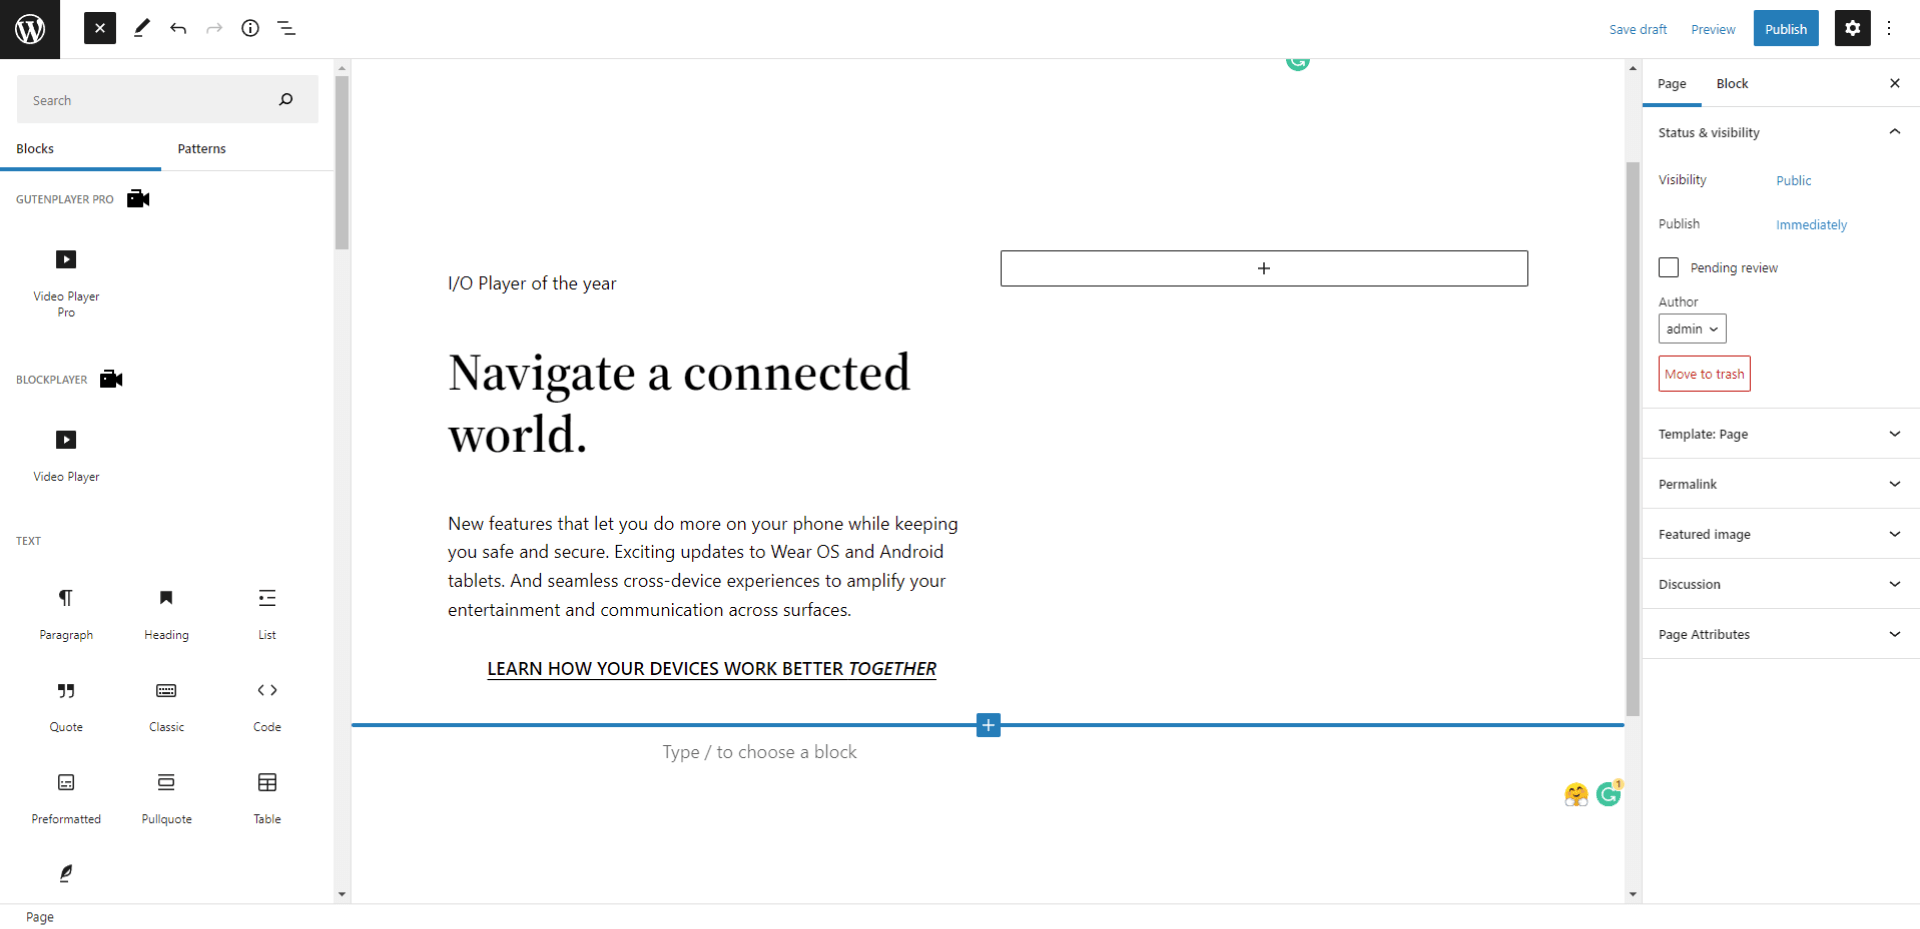 Save draft
Preview
Publish
Search
Blocks
Patterns
GUTENPLAYER PRO
Video Player
Pro
BLOCKPLAYER
Video Player
TEXT
Paragraph
Heading
List
Quote
Classic
Code
Preformatted
Pullquote
Table
I/O Player of the year
Navigate a connected
world.
New features that let you do more on your phone while keeping
you safe and secure. Exciting updates to Wear OS and Android
tablets. And seamless cross-device experiences to amplify your
entertainment and communication across surfaces.
LEARN HOW YOUR DEVICES WORK BETTER TOGETHER
Type / to choose a block
1
Page
Block
Status & visibility
Visibility
Public
Publish
Immediately
Pending review
Author
admin
Move to trash
Template: Page
Permalink
Featured image
Discussion
Page Attributes
Page